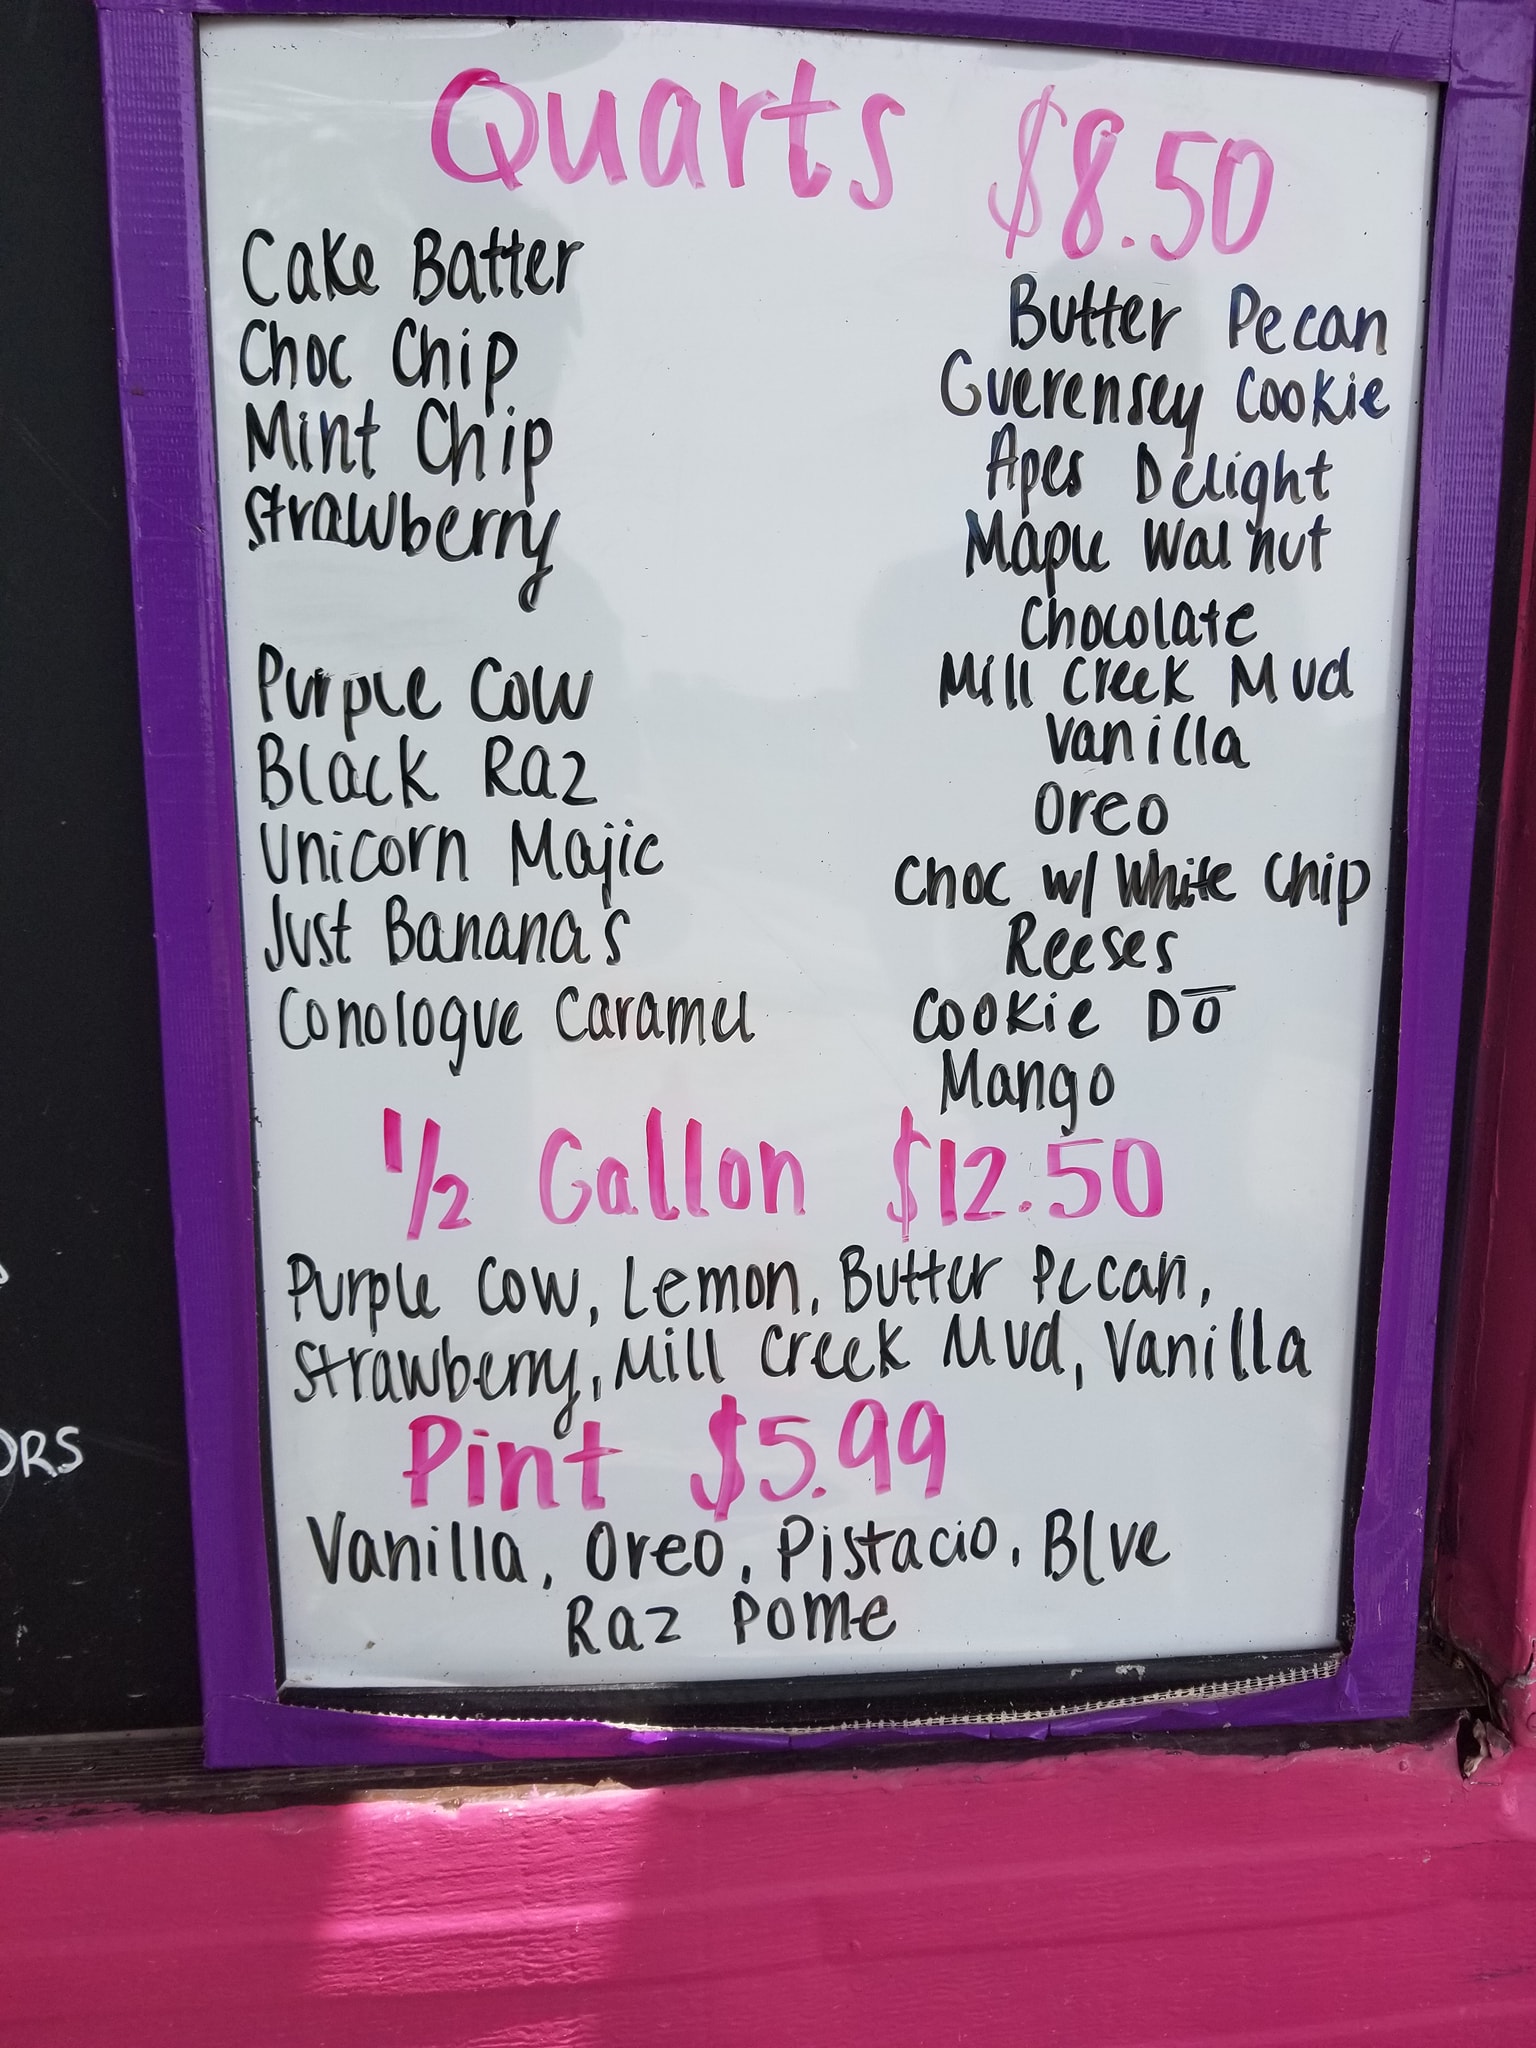 Quarts $8.50
Cake Batter
Choc Chip
Mint Chip
Strawberry
Purple Cow
Black Raz
Unicorn Majic
Just Banana's
Conologue Caramel
Butter Pecan
Guerensey Cookie
Apes Delight
Maple Walnut
Chocolate
Mill Creek Mud
Vanilla
Oreo
Choc w/ White Chip
Reeses
Cookie Dō
Mango
1/2 Gallon $12.50
Purple Cow, Lemon, Butter Pecan,
Strawberry, Mill Creek Mud, Vanilla
Pint $5.99
Vanilla, Oreo, Pistacio, Blue
Raz Pome
ORS